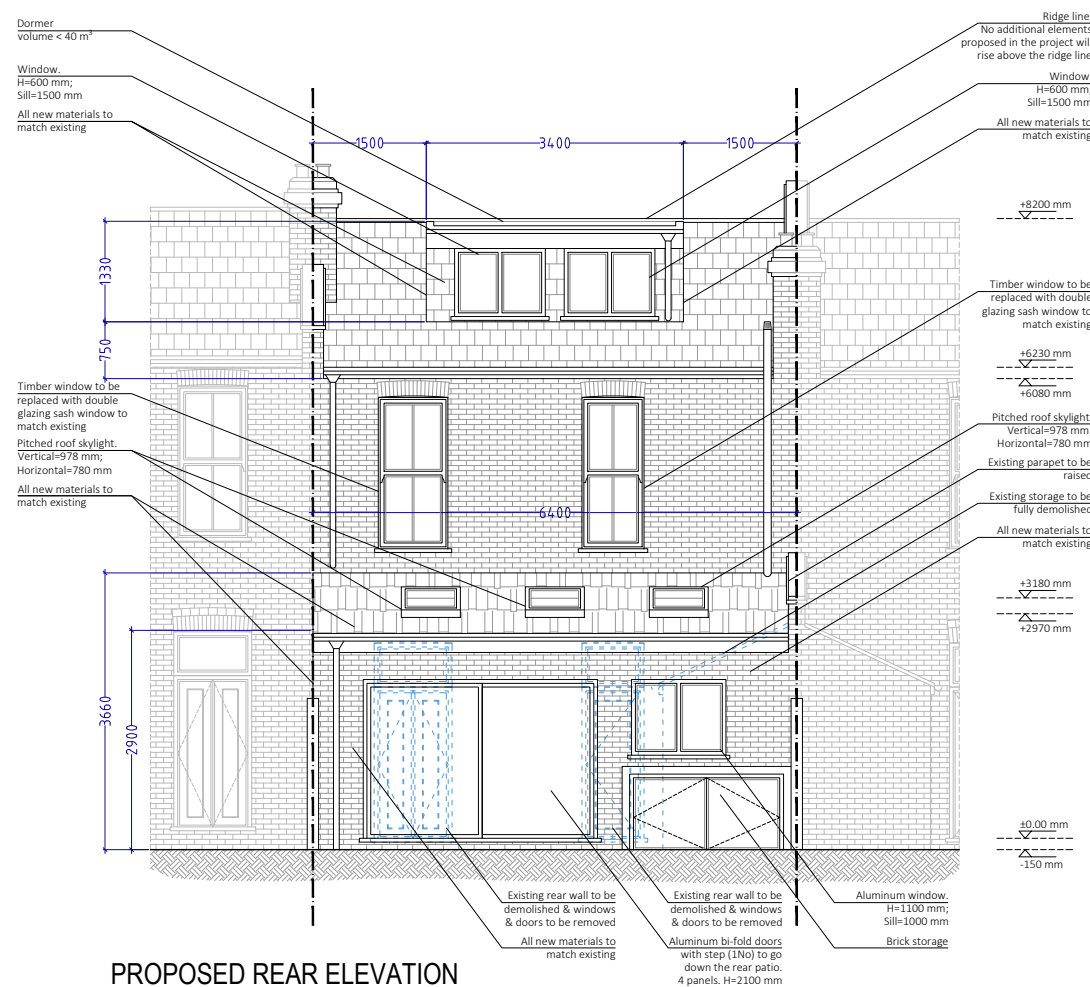 Dormer
volume < 40 m³
Window.
H=600 mm;
Sill=1500 mm
All new materials to
match existing
Ridge line
No additional elements
proposed in the project will
rise above the ridge line
Window
H=600 mm;
Sill=1500 mm
All new materials to
match existing
1500
3400
1500
+8200 mm
1330
750
Timber window to be
replaced with double
glazing sash window to
match existing
+6230 mm
+6080 mm
Timber window to be
replaced with double
glazing sash window to
match existing
Pitched roof skylight.
Vertical=978 mm;
Horizontal=780 mm
All new materials to
match existing
6400
Pitched roof skylight
Vertical=978 mm
Horizontal=780 mm
Existing parapet to be
raised
Existing storage to be
fully demolished
All new materials to
match existing
+3180 mm
+2970 mm
3660
2900
±0.00 mm
-150 mm
Existing rear wall to be
demolished & windows
& doors to be removed
All new materials to
match existing
Existing rear wall to be
demolished & windows
& doors to be removed
Aluminum bi-fold doors
with step (1No) to go
down the rear patio.
4 panels. H=2100 mm
Aluminum window.
H=1100 mm;
Sill=1000 mm
Brick storage
PROPOSED REAR ELEVATION